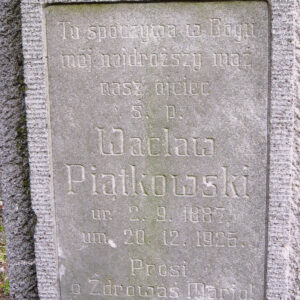 Tu spoczywa w Bogu
mój najdroższy mąż
nasz ojciec
ś. p.
Wacław
Piątkowski
ur. 2. 9. 1887.
um. 20. 12. 1925.
Prosi
o Zdrowaś Marjo!